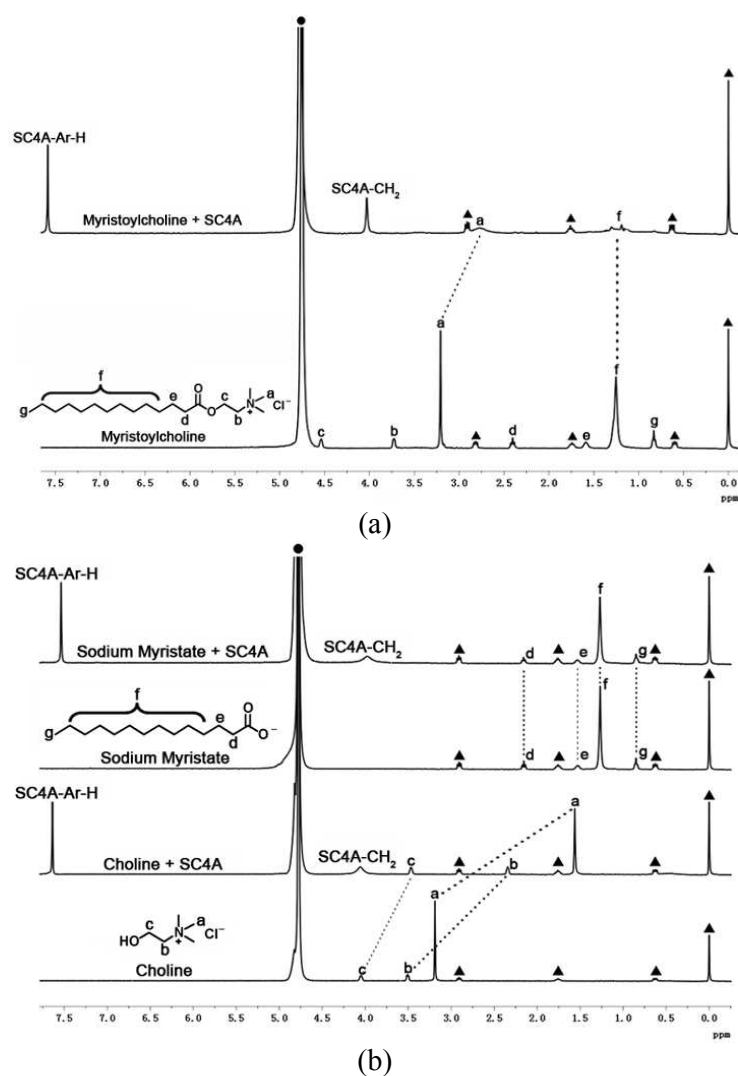 SC4A-Ar-H
SC4A-CH₂
a
f
Myristoylcholine + SC4A
a
f
g
f
e
O
c
O
d
b
N⁺
a
Cl⁻
Myristoylcholine
c
b
d
e
g
7.5 7.0 6.5 6.0 5.5 5.0 4.5 4.0 3.5 3.0 2.5 2.0 1.5 1.0 0.5 0.0
ppm
(a)
SC4A-Ar-H
Sodium Myristate + SC4A
SC4A-CH₂
d
e
f
g
f
g
e
d
O
O⁻
Sodium Myristate
d
e
f
g
SC4A-Ar-H
Choline + SC4A
SC4A-CH₂
c
b
a
c
HO
b
N⁺
a
Cl⁻
Choline
c
b
a
7.5 7.0 6.5 6.0 5.5 5.0 4.5 4.0 3.5 3.0 2.5 2.0 1.5 1.0 0.5 0.0
ppm
(b)